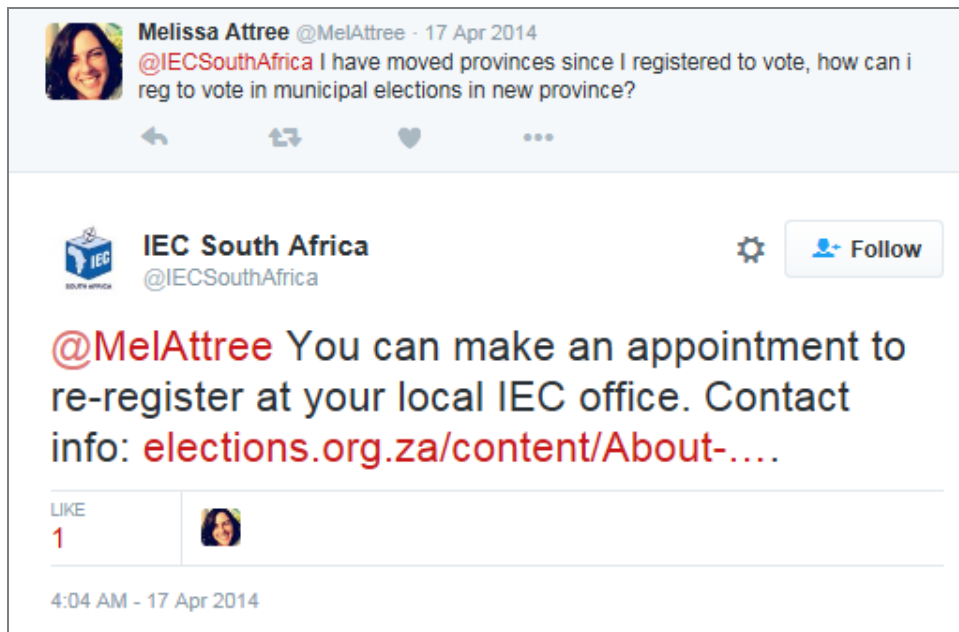 Melissa Attree @MelAttree · 17 Apr 2014
@IECSouthAfrica I have moved provinces since I registered to vote, how can i
reg to vote in municipal elections in new province?
IEC
SOUTH AFRICA
IEC South Africa
@IECSouthAfrica
Follow
@MelAttree You can make an appointment to
re-register at your local IEC office. Contact
info: elections.org.za/content/About-….
LIKE
1
4:04 AM - 17 Apr 2014